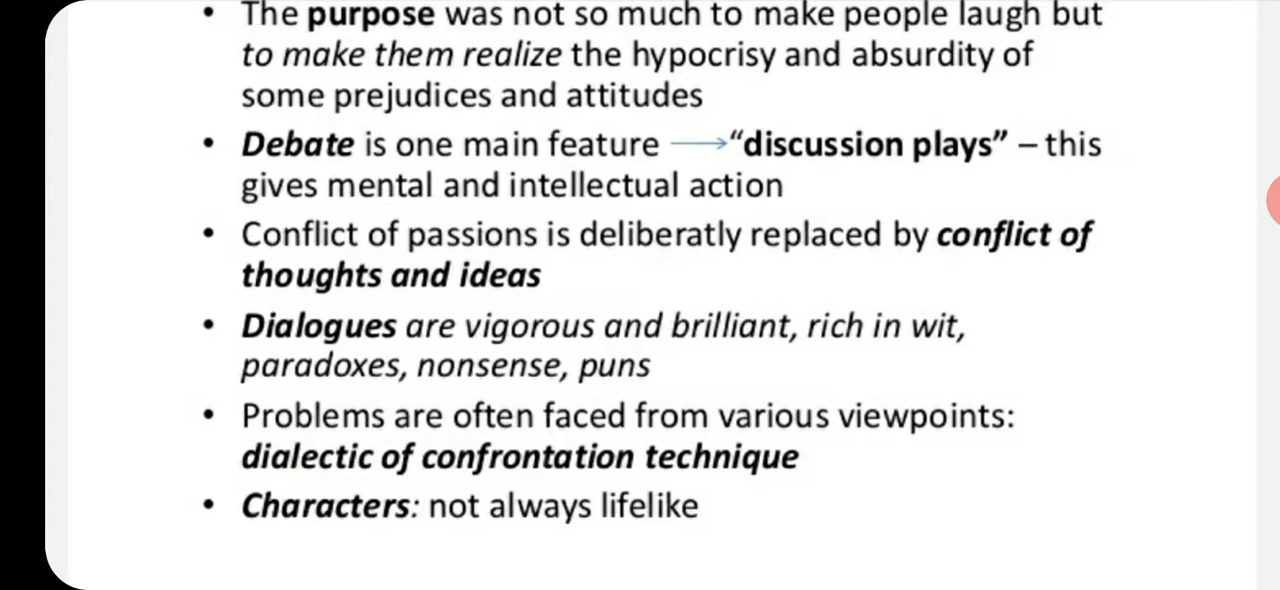 • The purpose was not so much to make people laugh but
to make them realize the hypocrisy and absurdity of
some prejudices and attitudes
• Debate is one main feature ⟶“discussion plays” – this
gives mental and intellectual action
• Conflict of passions is deliberatly replaced by conflict of
thoughts and ideas
• Dialogues are vigorous and brilliant, rich in wit,
paradoxes, nonsense, puns
• Problems are often faced from various viewpoints:
dialectic of confrontation technique
• Characters: not always lifelike